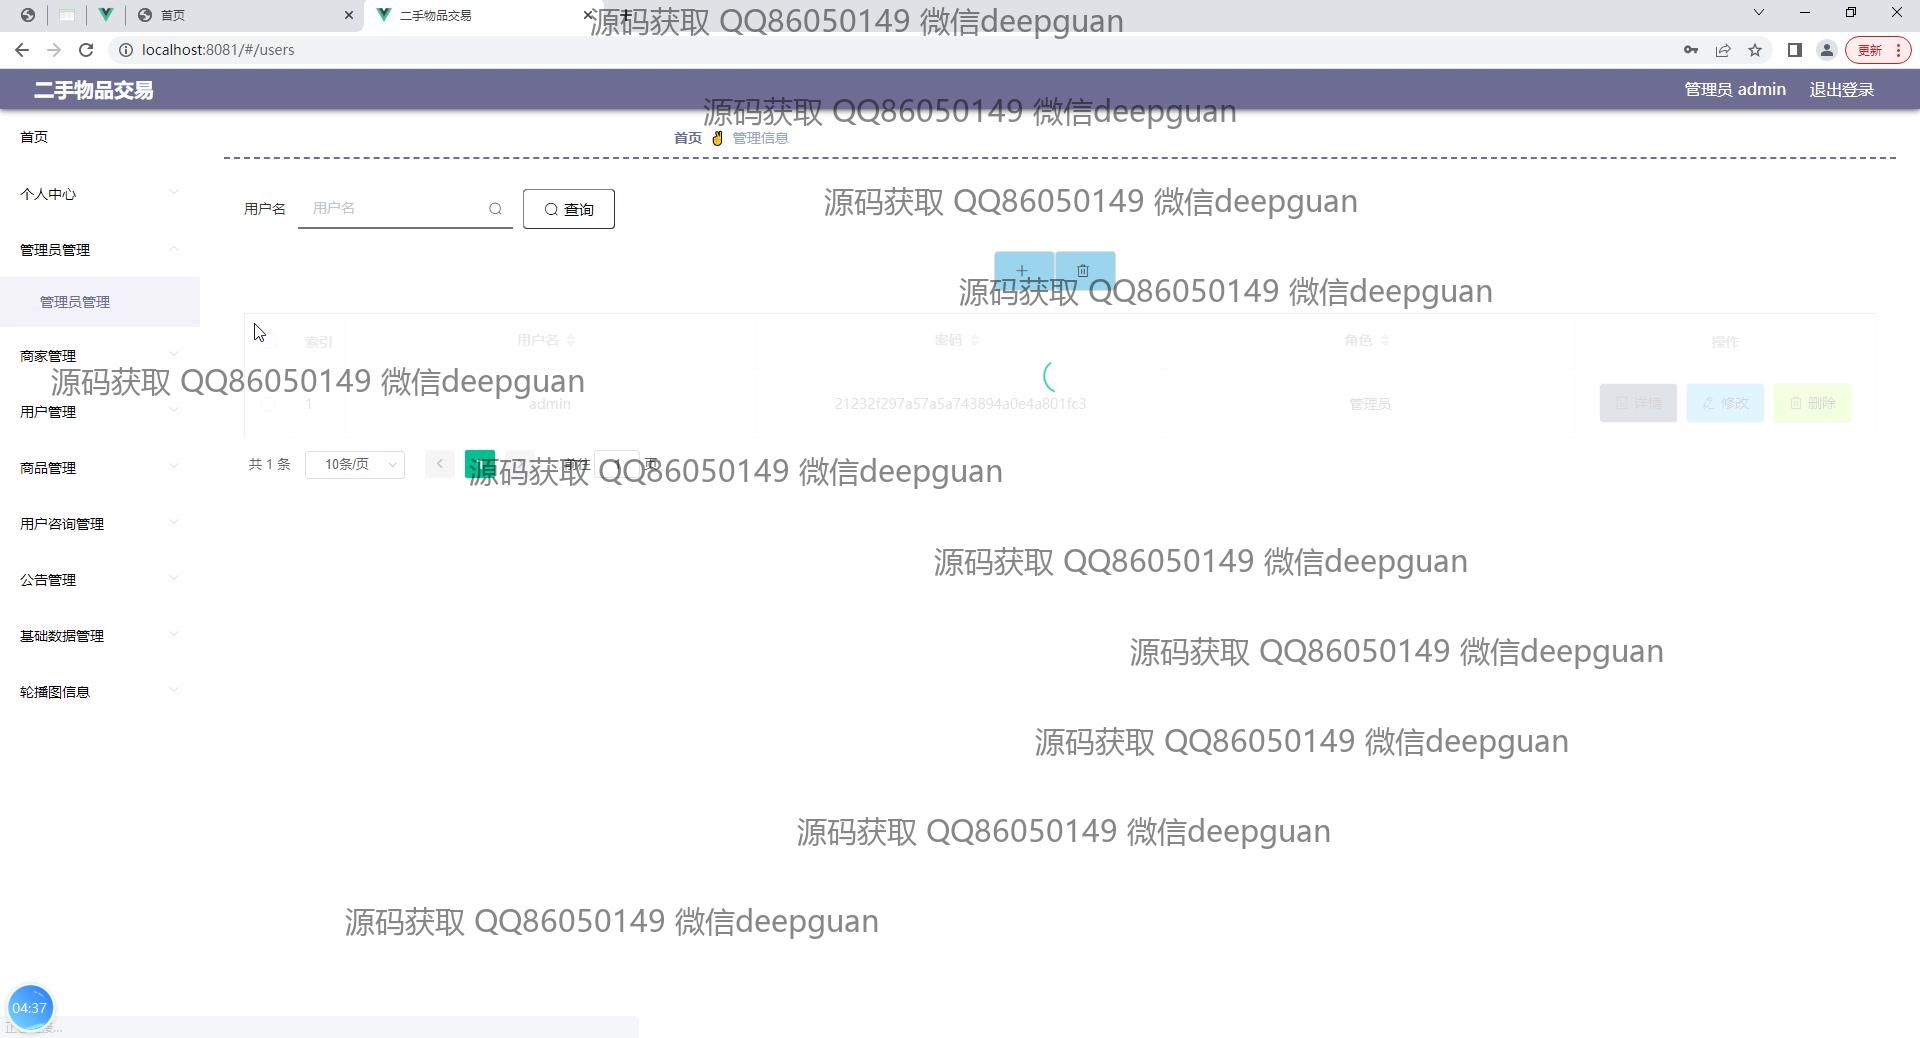 首页
二手物品交易
源码获取 QQ86050149 微信deepguan
localhost:8081/#/users
更新
二手物品交易
管理员 admin
退出登录
源码获取 QQ86050149 微信deepguan
首页
管理信息
首页
个人中心
管理员管理
管理员管理
商家管理
用户管理
商品管理
用户咨询管理
公告管理
基础数据管理
轮播图信息
用户名
用户名
查询
源码获取 QQ86050149 微信deepguan
源码获取 QQ86050149 微信deepguan
索引 用户名 密码 角色 操作
源码获取 QQ86050149 微信deepguan
1 admin 21232f297a57a5a743894a0e4a801fc3 管理员 详情 修改 删除
共 1 条 10条/页 前往 页
源码获取 QQ86050149 微信deepguan
源码获取 QQ86050149 微信deepguan
源码获取 QQ86050149 微信deepguan
源码获取 QQ86050149 微信deepguan
源码获取 QQ86050149 微信deepguan
源码获取 QQ86050149 微信deepguan
04:37